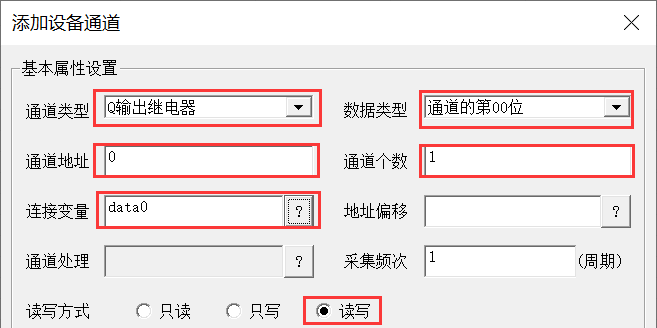 添加设备通道
基本属性设置
通道类型 Q输出继电器 数据类型 通道的第00位
通道地址 0 通道个数 1
连接变量 data0 ? 地址偏移 ?
通道处理 ? 采集频次 1 (周期)
读写方式 只读 只写 读写